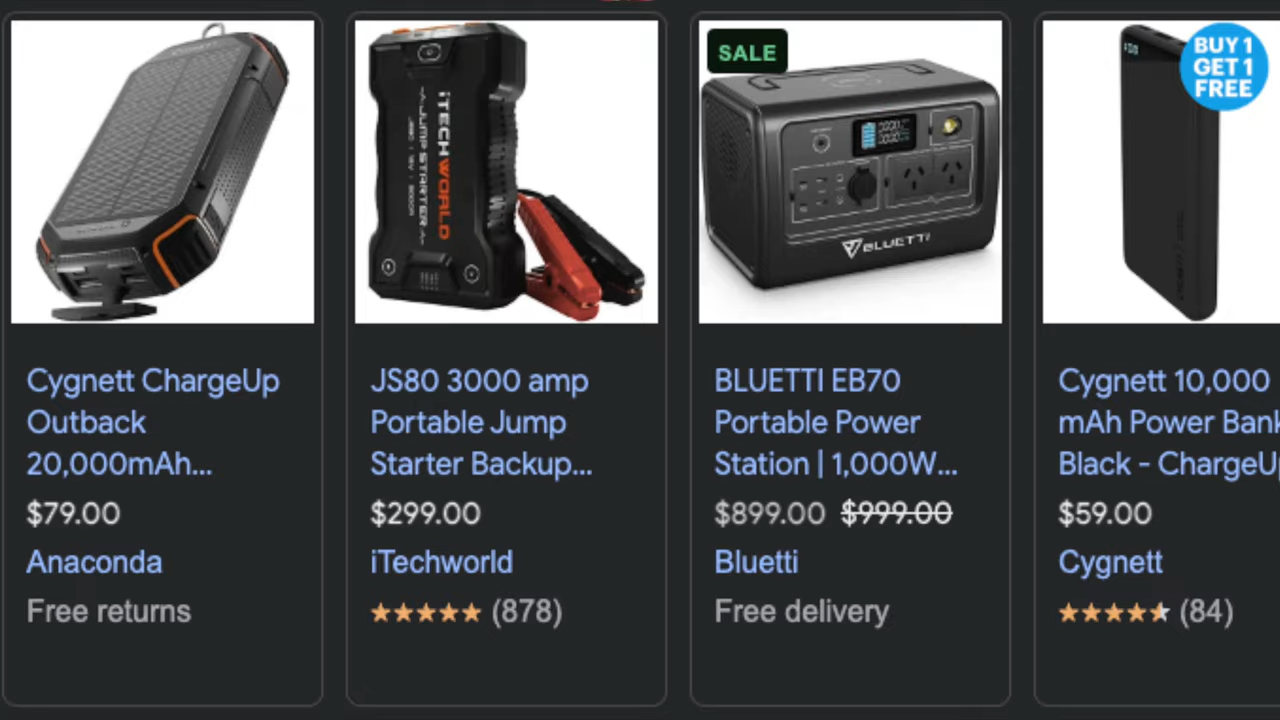 SALE
BUY 1
GET 1
FREE
iTECHWORLD
JUMP STARTER
BLUETTI
Cygnett ChargeUp
Outback
20,000mAh...
$79.00
Anaconda
Free returns
JS80 3000 amp
Portable Jump
Starter Backup...
$299.00
iTechworld
(878)
BLUETTI EB70
Portable Power
Station | 1,000W...
$899.00 $999.00
Bluetti
Free delivery
Cygnett 10,000
mAh Power Bank
Black - ChargeUp
$59.00
Cygnett
(84)